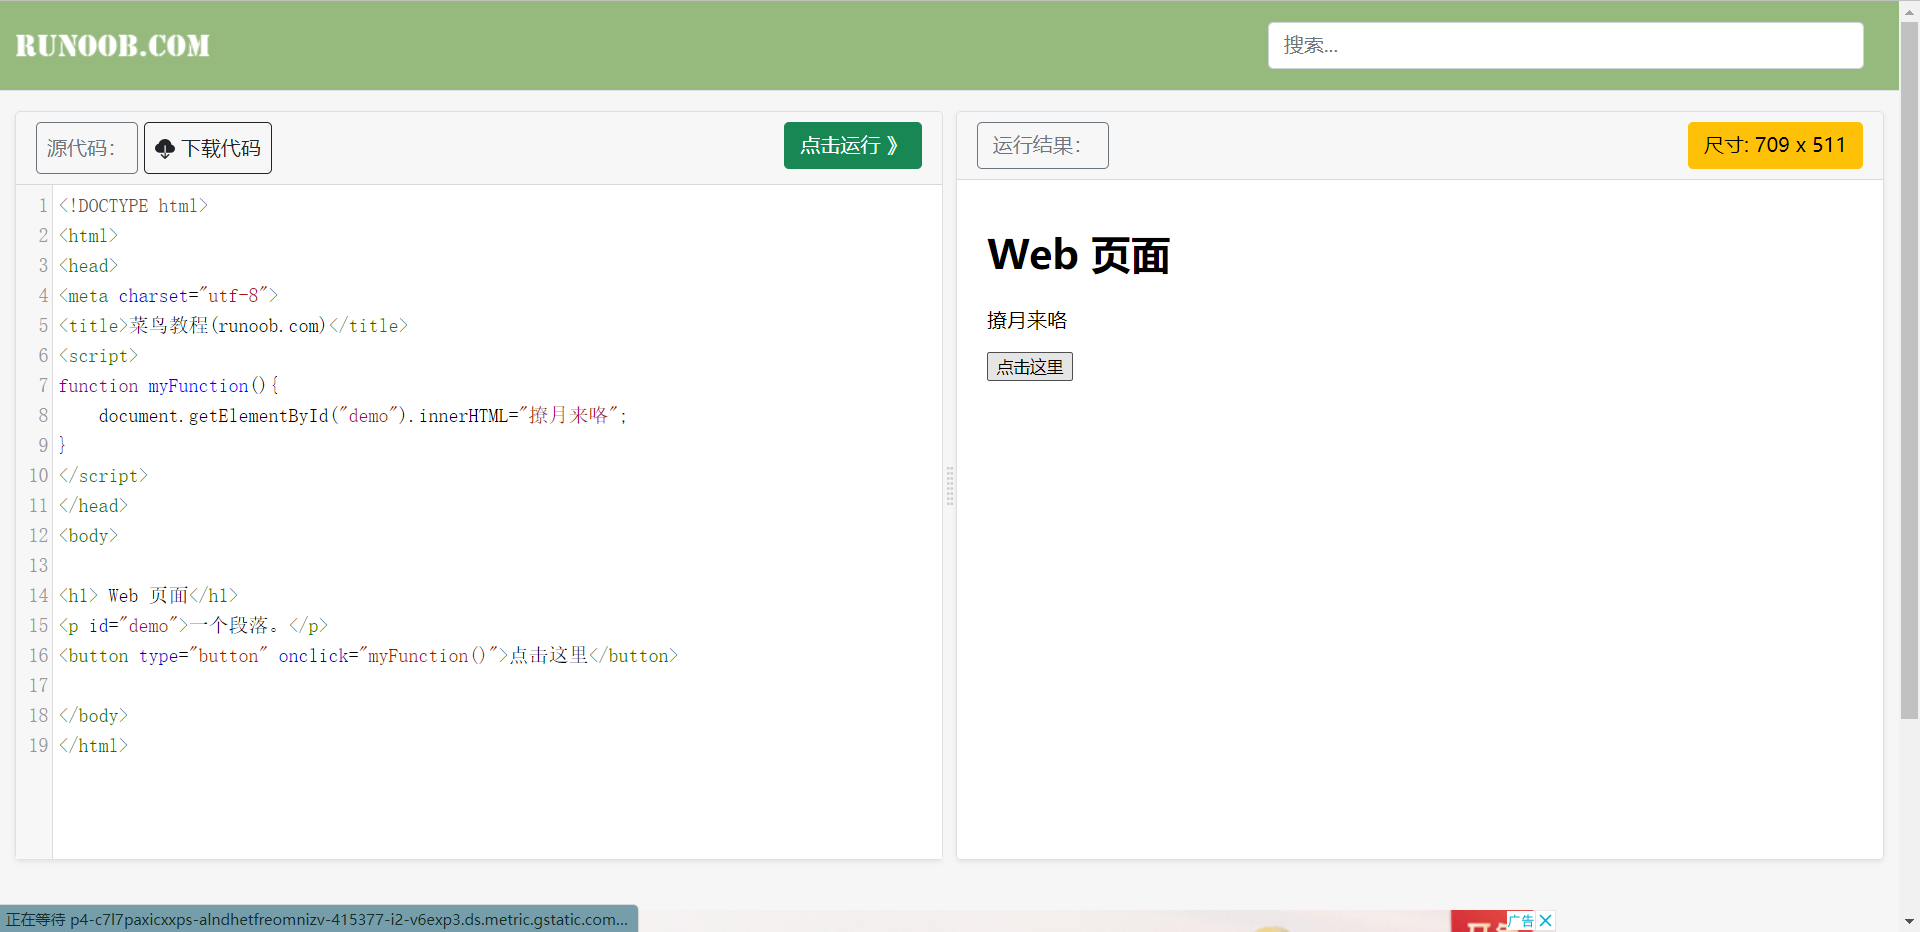 RUNOOB.COM
搜索...
源代码：
下载代码
点击运行 》
运行结果：
尺寸: 709 x 511
1 <!DOCTYPE html>
2 <html>
3 <head>
4 <meta charset="utf-8">
5 <title>菜鸟教程(runoob.com)</title>
6 <script>
7 function myFunction(){
8     document.getElementById("demo").innerHTML="撩月来咯";
9 }
10 </script>
11 </head>
12 <body>
13
14 <h1> Web 页面</h1>
15 <p id="demo">一个段落。</p>
16 <button type="button" onclick="myFunction()">点击这里</button>
17
18 </body>
19 </html>
Web 页面
撩月来咯
点击这里
正在等待 p4-c7l7paxicxxps-alndhetfreomnizv-415377-i2-v6exp3.ds.metric.gstatic.com...
广告